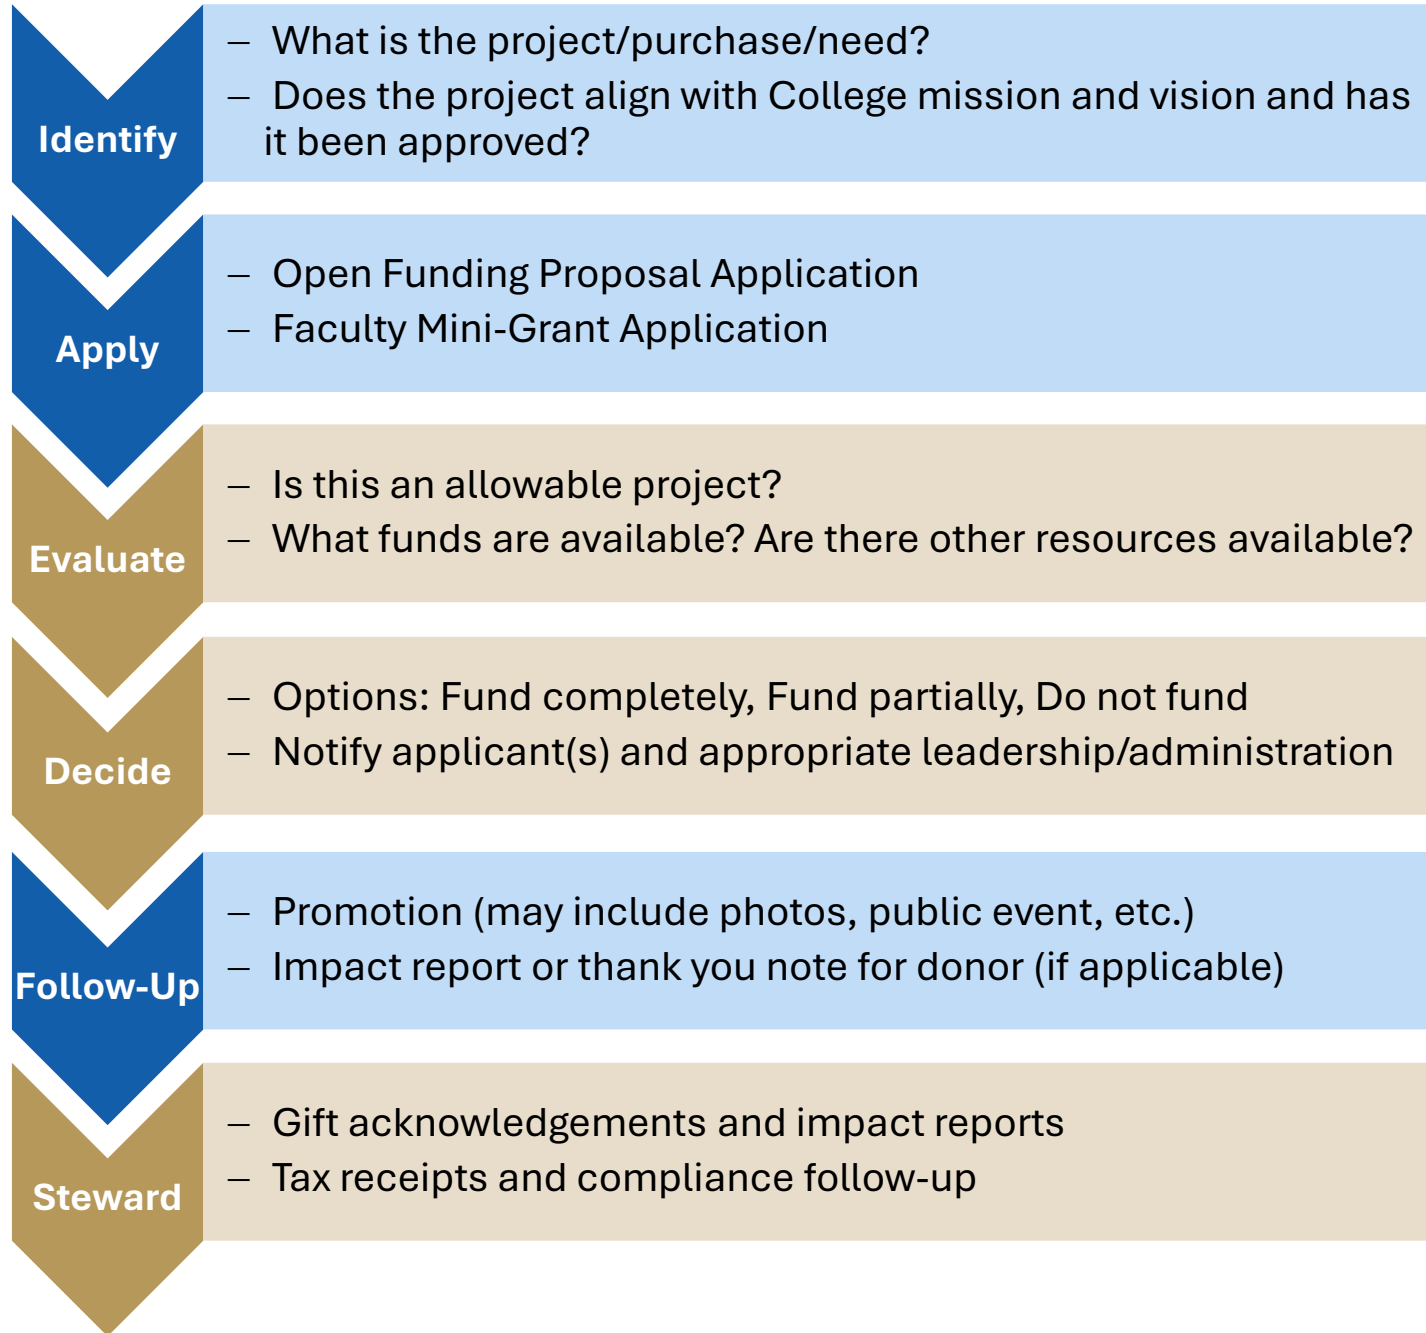 Identify
– What is the project/purchase/need?
– Does the project align with College mission and vision and has
it been approved?
Apply
– Open Funding Proposal Application
– Faculty Mini-Grant Application
Evaluate
– Is this an allowable project?
– What funds are available? Are there other resources available?
Decide
– Options: Fund completely, Fund partially, Do not fund
– Notify applicant(s) and appropriate leadership/administration
Follow-Up
– Promotion (may include photos, public event, etc.)
– Impact report or thank you note for donor (if applicable)
Steward
– Gift acknowledgements and impact reports
– Tax receipts and compliance follow-up